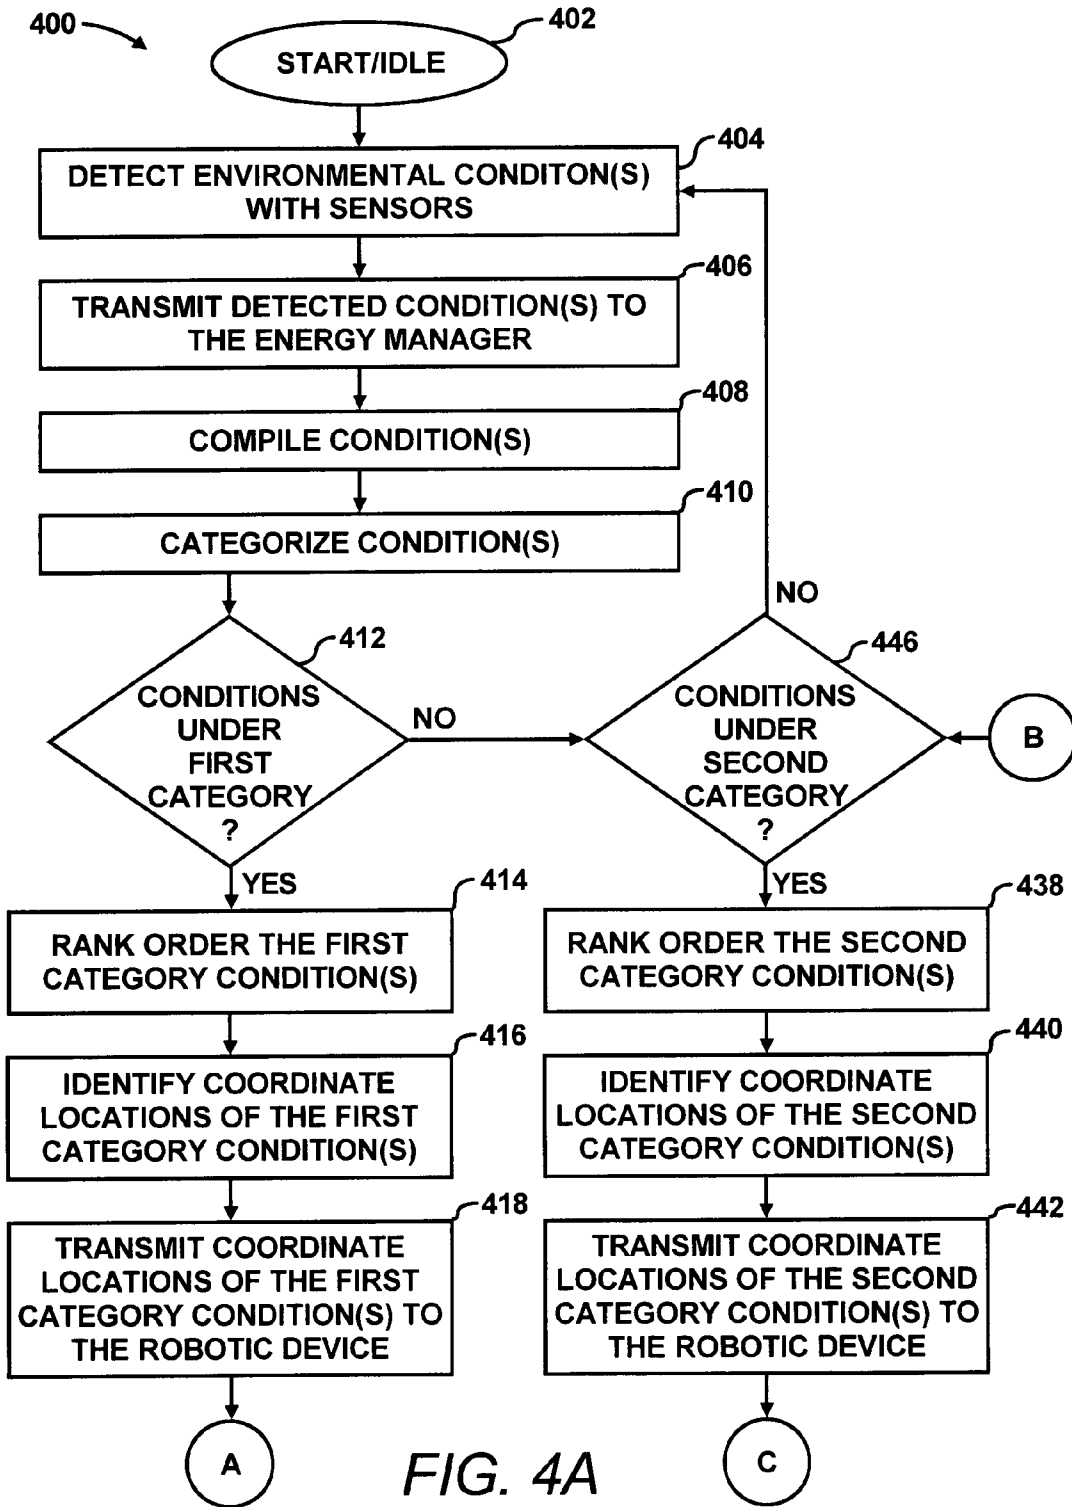 400
402
START/IDLE
404
DETECT ENVIRONMENTAL CONDITON(S)
WITH SENSORS
406
TRANSMIT DETECTED CONDITION(S) TO
THE ENERGY MANAGER
408
COMPILE CONDITION(S)
410
CATEGORIZE CONDITION(S)
412
CONDITIONS
UNDER
FIRST
CATEGORY
?
NO
YES
446
CONDITIONS
UNDER
SECOND
CATEGORY
?
NO
YES
B
414
RANK ORDER THE FIRST
CATEGORY CONDITION(S)
416
IDENTIFY COORDINATE
LOCATIONS OF THE FIRST
CATEGORY CONDITION(S)
418
TRANSMIT COORDINATE
LOCATIONS OF THE FIRST
CATEGORY CONDITION(S) TO
THE ROBOTIC DEVICE
A
438
RANK ORDER THE SECOND
CATEGORY CONDITION(S)
440
IDENTIFY COORDINATE
LOCATIONS OF THE SECOND
CATEGORY CONDITION(S)
442
TRANSMIT COORDINATE
LOCATIONS OF THE SECOND
CATEGORY CONDITION(S) TO
THE ROBOTIC DEVICE
C
FIG. 4A